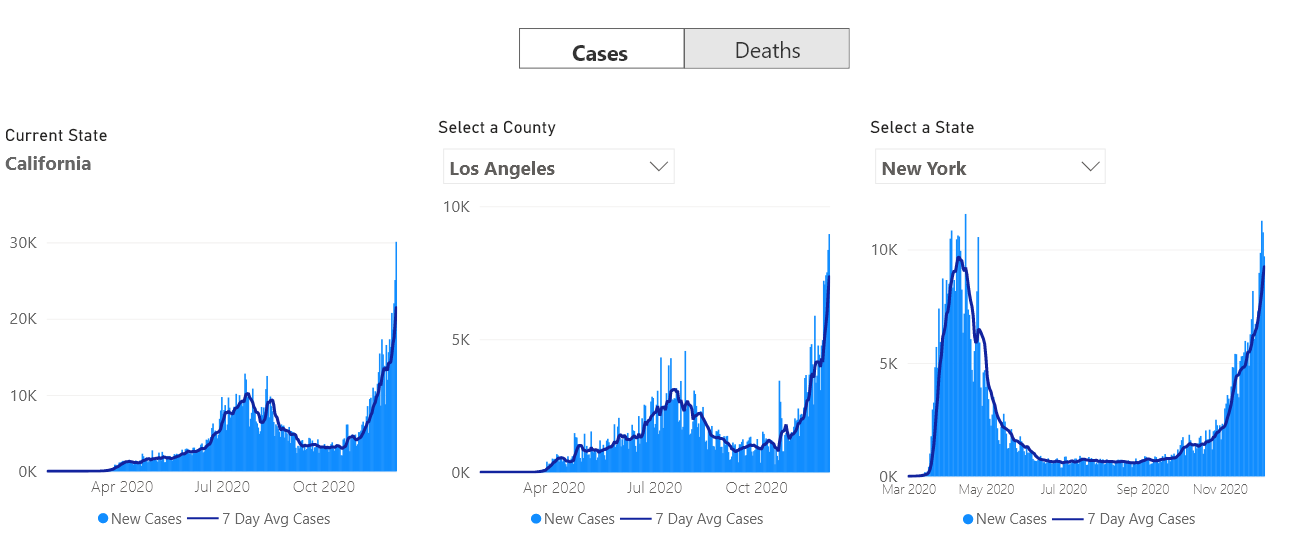 Cases Deaths
Current State
California
30K
20K
10K
0K
Apr 2020 Jul 2020 Oct 2020
New Cases 7 Day Avg Cases
Select a County
Los Angeles
10K
5K
0K
Apr 2020 Jul 2020 Oct 2020
New Cases 7 Day Avg Cases
Select a State
New York
10K
5K
0K
Mar 2020 May 2020 Jul 2020 Sep 2020 Nov 2020
New Cases 7 Day Avg Cases